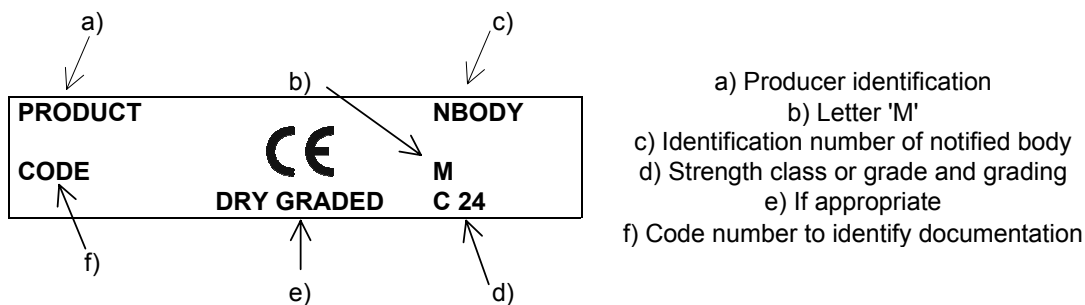 a)
c)
b)
PRODUCT
NBODY
CE
CODE
M
DRY GRADED
C 24
f)
e)
d)
a) Producer identification
b) Letter 'M'
c) Identification number of notified body
d) Strength class or grade and grading
e) If appropriate
f) Code number to identify documentation